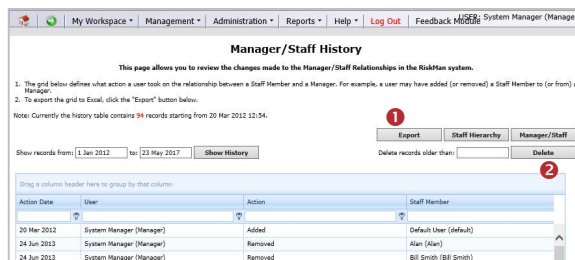 My Workspace Management Administration Reports Help Log Out Feedback Module USER: System Manager (Manage
Manager/Staff History
This page allows you to review the changes made to the Manager/Staff Relationships in the RiskMan system.
1. The grid below defines what action a user took on the relationship between a Staff Member and a Manager. For example, a user may have added (or removed) a Staff Member to (or from) a
Manager.
2. To export the grid to Excel, click the "Export" button below.
Note: Currently the history table contains 94 records starting from 20 Mar 2012 12:54.
1
Export Staff Hierarchy Manager/Staff
Show records from: 1 Jan 2012 to: 23 May 2017 Show History Delete records older than: Delete
2
Drag a column header here to group by that column
Action Date User Action Staff Member
20 Mar 2012 System Manager (Manager) Added Default User (default)
24 Jun 2013 System Manager (Manager) Removed Alan (Alan)
24 Jun 2013 System Manager (Manager) Removed Bill Smith (Bill Smith)